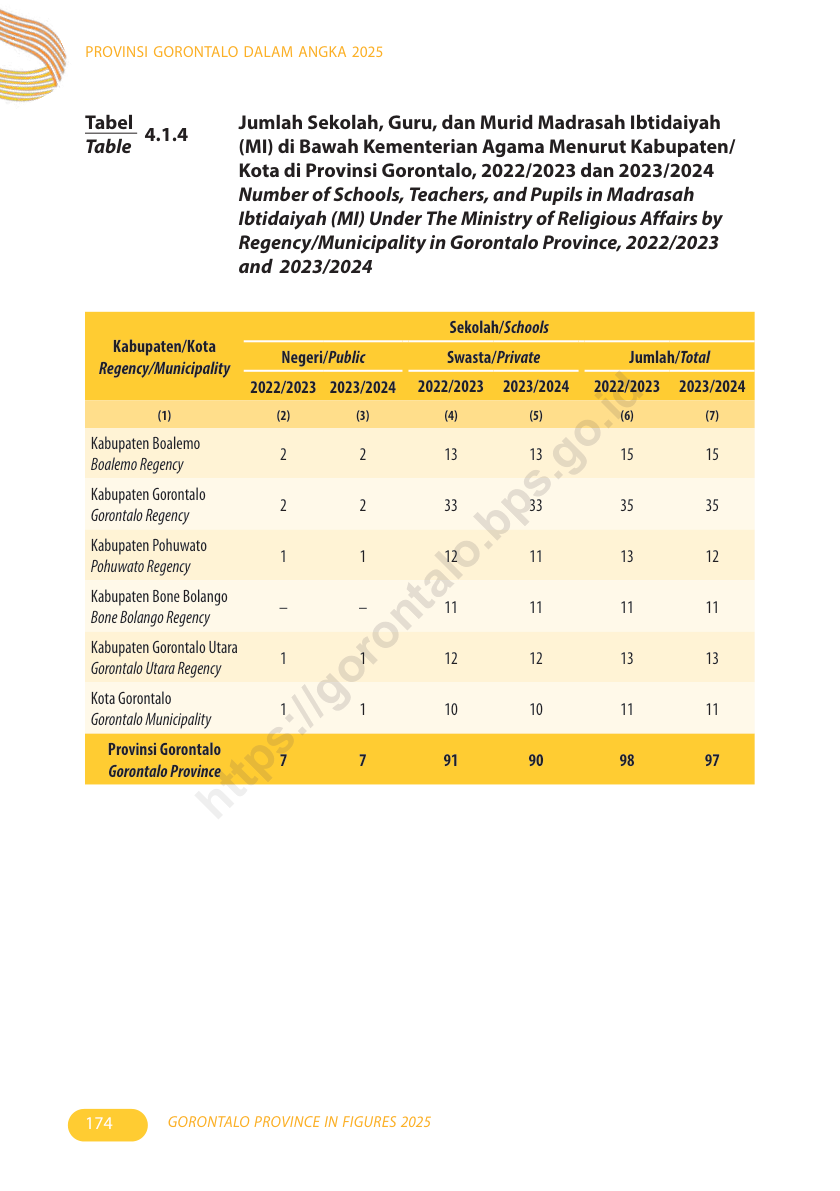 PROVINSI GORONTALO DALAM ANGKA 2025
Tabel
Table
4.1.4
Jumlah Sekolah, Guru, dan Murid Madrasah Ibtidaiyah
(MI) di Bawah Kementerian Agama Menurut Kabupaten/
Kota di Provinsi Gorontalo, 2022/2023 dan 2023/2024
Number of Schools, Teachers, and Pupils in Madrasah
Ibtidaiyah (MI) Under The Ministry of Religious Affairs by
Regency/Municipality in Gorontalo Province, 2022/2023
and 2023/2024
Kabupaten/Kota
Regency/Municipality
Sekolah/Schools
Negeri/Public Swasta/Private Jumlah/Total
2022/2023 2023/2024 2022/2023 2023/2024 2022/2023 2023/2024
(1) (2) (3) (4) (5) (6) (7)
Kabupaten Boalemo
Boalemo Regency
2 2 13 13 15 15
Kabupaten Gorontalo
Gorontalo Regency
2 2 33 33 35 35
Kabupaten Pohuwato
Pohuwato Regency
1 1 12 11 13 12
Kabupaten Bone Bolango
Bone Bolango Regency
– – 11 11 11 11
Kabupaten Gorontalo Utara
Gorontalo Utara Regency
1 1 12 12 13 13
Kota Gorontalo
Gorontalo Municipality
1 1 10 10 11 11
Provinsi Gorontalo
Gorontalo Province
7 7 91 90 98 97
https://gorontalo.bps.go.id
174
GORONTALO PROVINCE IN FIGURES 2025